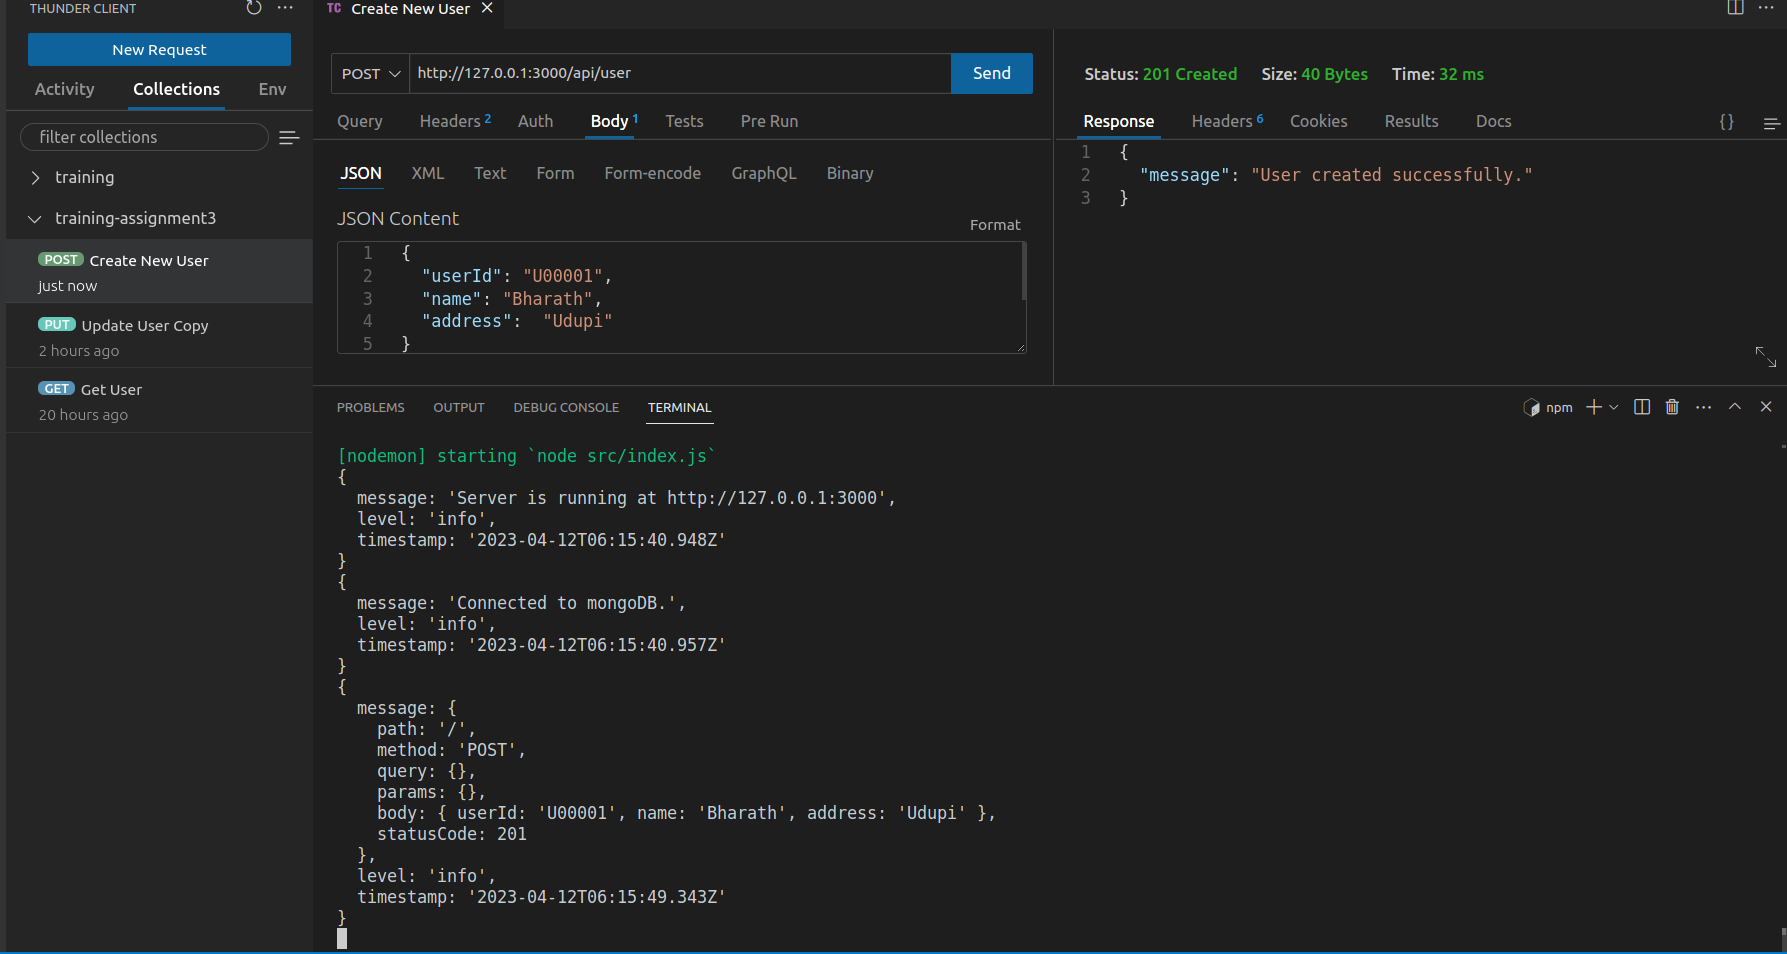 THUNDER CLIENT
New Request
Activity Collections Env
filter collections
training
training-assignment3
POST Create New User
just now
PUT Update User Copy
2 hours ago
GET Get User
20 hours ago
TC Create New User
POST http://127.0.0.1:3000/api/user Send
Query Headers 2 Auth Body 1 Tests Pre Run
JSON XML Text Form Form-encode GraphQL Binary
JSON Content
Format
1 {
2 "userId": "U00001",
3 "name": "Bharath",
4 "address":  "Udupi"
5 }
Status: 201 Created Size: 40 Bytes Time: 32 ms
Response Headers 6 Cookies Results Docs {}
1 {
2 "message": "User created successfully."
3 }
PROBLEMS OUTPUT DEBUG CONSOLE TERMINAL
npm
[nodemon] starting `node src/index.js`
{
message: 'Server is running at http://127.0.0.1:3000',
level: 'info',
timestamp: '2023-04-12T06:15:40.948Z'
}
{
message: 'Connected to mongoDB.',
level: 'info',
timestamp: '2023-04-12T06:15:40.957Z'
}
{
message: {
path: '/',
method: 'POST',
query: {},
params: {},
body: { userId: 'U00001', name: 'Bharath', address: 'Udupi' },
statusCode: 201
},
level: 'info',
timestamp: '2023-04-12T06:15:49.343Z'
}